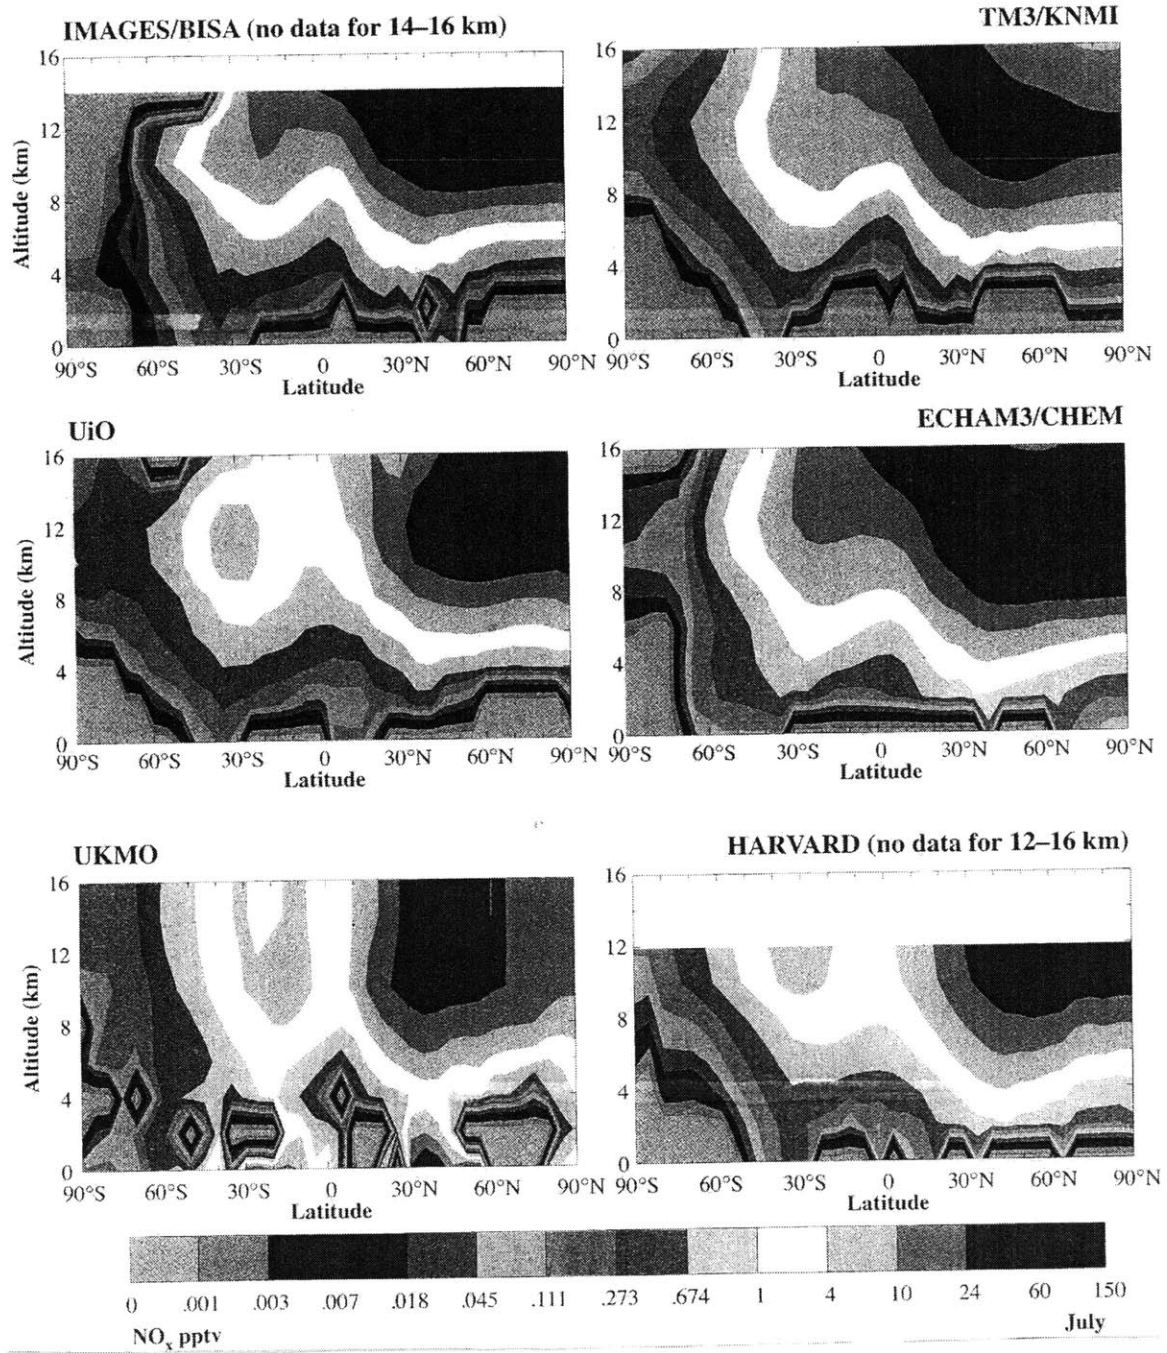 IMAGES/BISA (no data for 14–16 km)
TM3/KNMI
16
12
8
4
0
Altitude (km)
90°S 60°S 30°S 0 30°N 60°N 90°N
Latitude
16
12
8
4
0
90°S 60°S 30°S 0 30°N 60°N 90°N
Latitude
UiO
ECHAM3/CHEM
16
12
8
4
0
Altitude (km)
90°S 60°S 30°S 0 30°N 60°N 90°N
Latitude
16
12
8
4
0
90°S 60°S 30°S 0 30°N 60°N 90°N
Latitude
UKMO
HARVARD (no data for 12–16 km)
16
12
8
4
0
Altitude (km)
90°S 60°S 30°S 0 30°N 60°N 90°N
Latitude
16
12
8
4
0
90°S 60°S 30°S 0 30°N 60°N 90°N
Latitude
0 .001 .003 .007 .018 .045 .111 .273 .674 1 4 10 24 60 150
NOx pptv
July